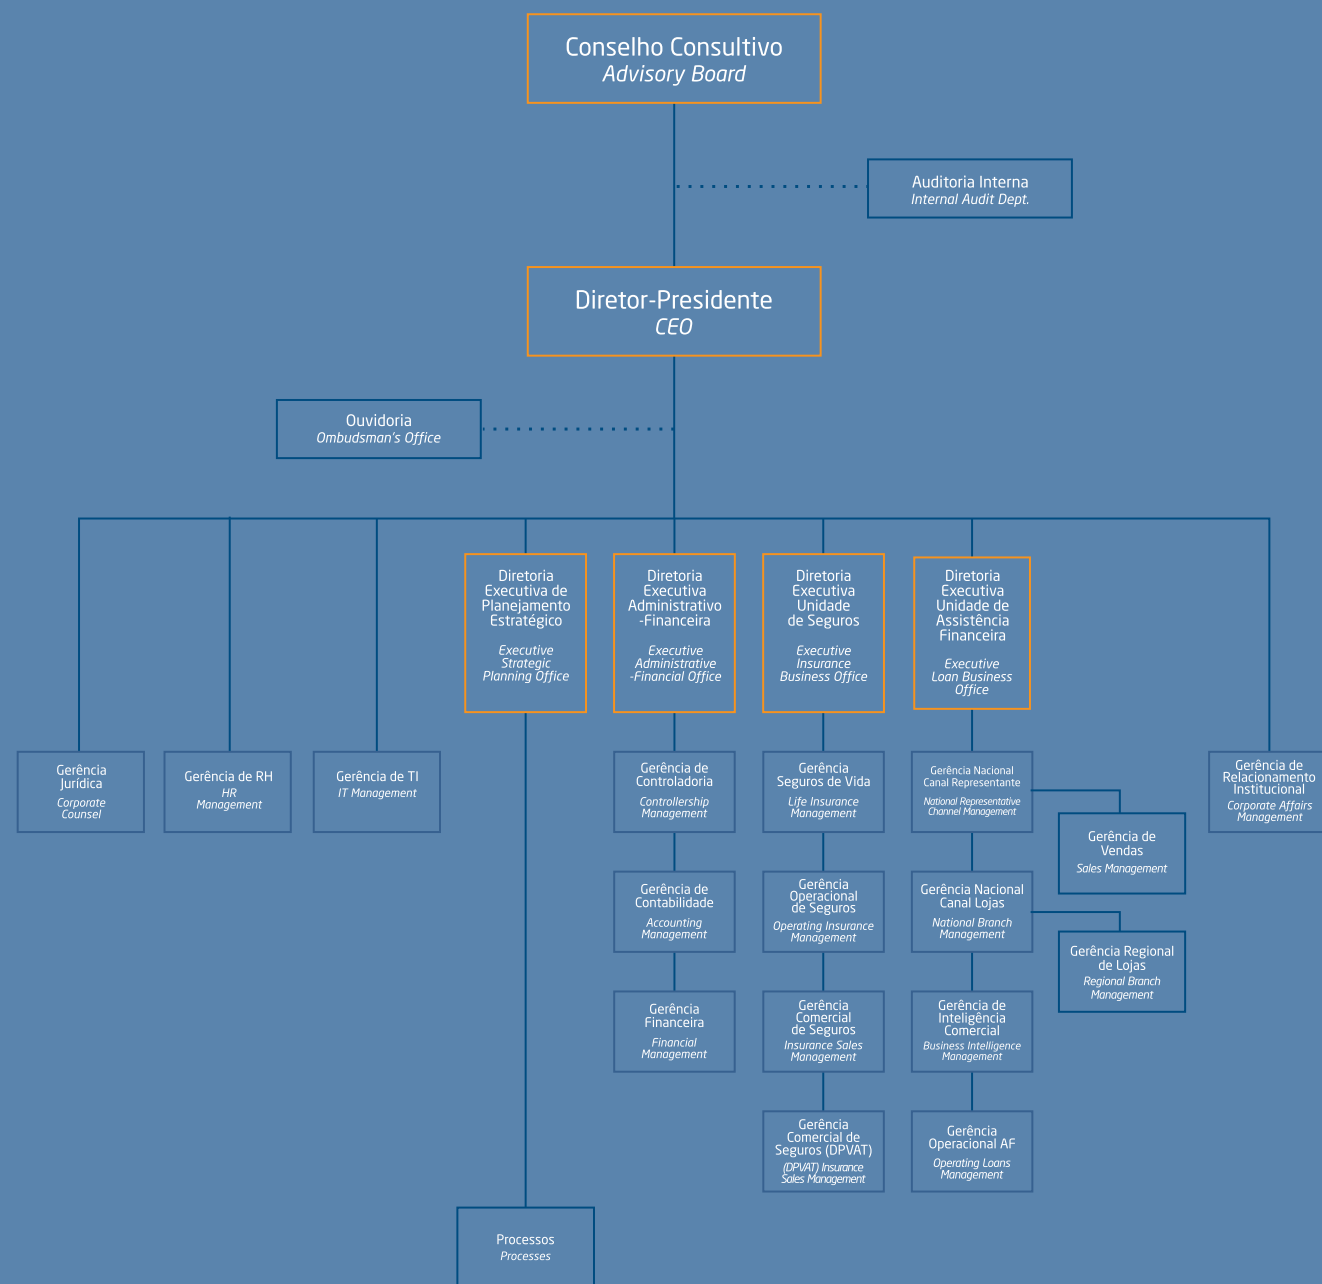 Conselho Consultivo
Advisory Board
Auditoria Interna
Internal Audit Dept.
Diretor-Presidente
CEO
Ouvidoria
Ombudsman's Office
Diretoria
Executiva de
Planejamento
Estratégico
Executive
Strategic
Planning Office
Diretoria
Executiva
Administrativo
-Financeira
Executive
Administrative
-Financial Office
Diretoria
Executiva
Unidade
de Seguros
Executive
Insurance
Business Office
Diretoria
Executiva
Unidade de
Assistência
Financeira
Executive
Loan Business
Office
Gerência
Jurídica
Corporate
Counsel
Gerência de RH
HR
Management
Gerência de TI
IT Management
Gerência de
Controladoria
Controllership
Management
Gerência
Seguros de Vida
Life Insurance
Management
Gerência Nacional
Canal Representante
National Representative
Channel Management
Gerência de
Relacionamento
Institucional
Corporate Affairs
Management
Gerência de
Vendas
Sales Management
Gerência de
Contabilidade
Accounting
Management
Gerência
Operacional
de Seguros
Operating Insurance
Management
Gerência Nacional
Canal Lojas
National Branch
Management
Gerência Regional
de Lojas
Regional Branch
Management
Gerência
Financeira
Financial
Management
Gerência
Comercial
de Seguros
Insurance Sales
Management
Gerência de
Inteligência
Comercial
Business Intelligence
Management
Gerência
Comercial de
Seguros (DPVAT)
(DPVAT) Insurance
Sales Management
Gerência
Operacional AF
Operating Loans
Management
Processos
Processes